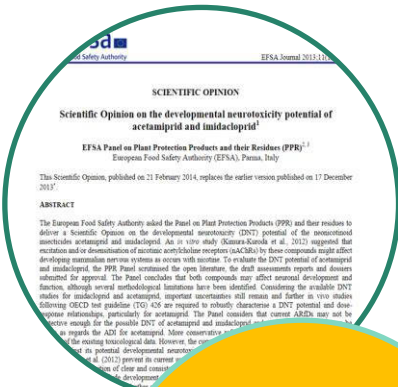 od Safety Authority
EFSA Journal 2013;11(
SCIENTIFIC OPINION
Scientific Opinion on the developmental neurotoxicity potential of
acetamiprid and imidacloprid1
EFSA Panel on Plant Protection Products and their Residues (PPR)2,3
European Food Safety Authority (EFSA), Parma, Italy
This Scientific Opinion, published on 21 February 2014, replaces the earlier version published on 17 December
2013*.
ABSTRACT
The European Food Safety Authority asked the Panel on Plant Protection Products (PPR) and their residues to
deliver a Scientific Opinion on the developmental neurotoxicity (DNT) potential of the neonicotinoid
insecticides acetamiprid and imidacloprid. An in vitro study (Kimura-Kuroda et al., 2012) suggested that
excitation and/or desensitisation of nicotinic acetylcholine receptors (nAChRs) by these compounds might affect
developing mammalian nervous systems as occurs with nicotine. To evaluate the DNT potential of acetamiprid
and imidacloprid, the PPR Panel scrutinised the open literature, the draft assessments reports and dossiers
submitted for approval. The Panel concludes that both compounds may affect neuronal development and
function, although several methodological limitations have been identified. Considering the available DNT
studies for imidacloprid and acetamiprid, important uncertainties still remain and further in vivo studies
following OECD test guideline (TG) 426 are required to robustly characterise a DNT potential and dose-
response relationships, particularly for acetamiprid. The Panel considers that current ARfDs may not be
protective enough for the possible DNT of acetamiprid and imidacloprid
as regards the ADI for acetamiprid. More conservative
of the existing toxicological data. However, the cur
st its potential developmental neurotox
et al. (2012) prevent its current u
tion of clear and consist
de development